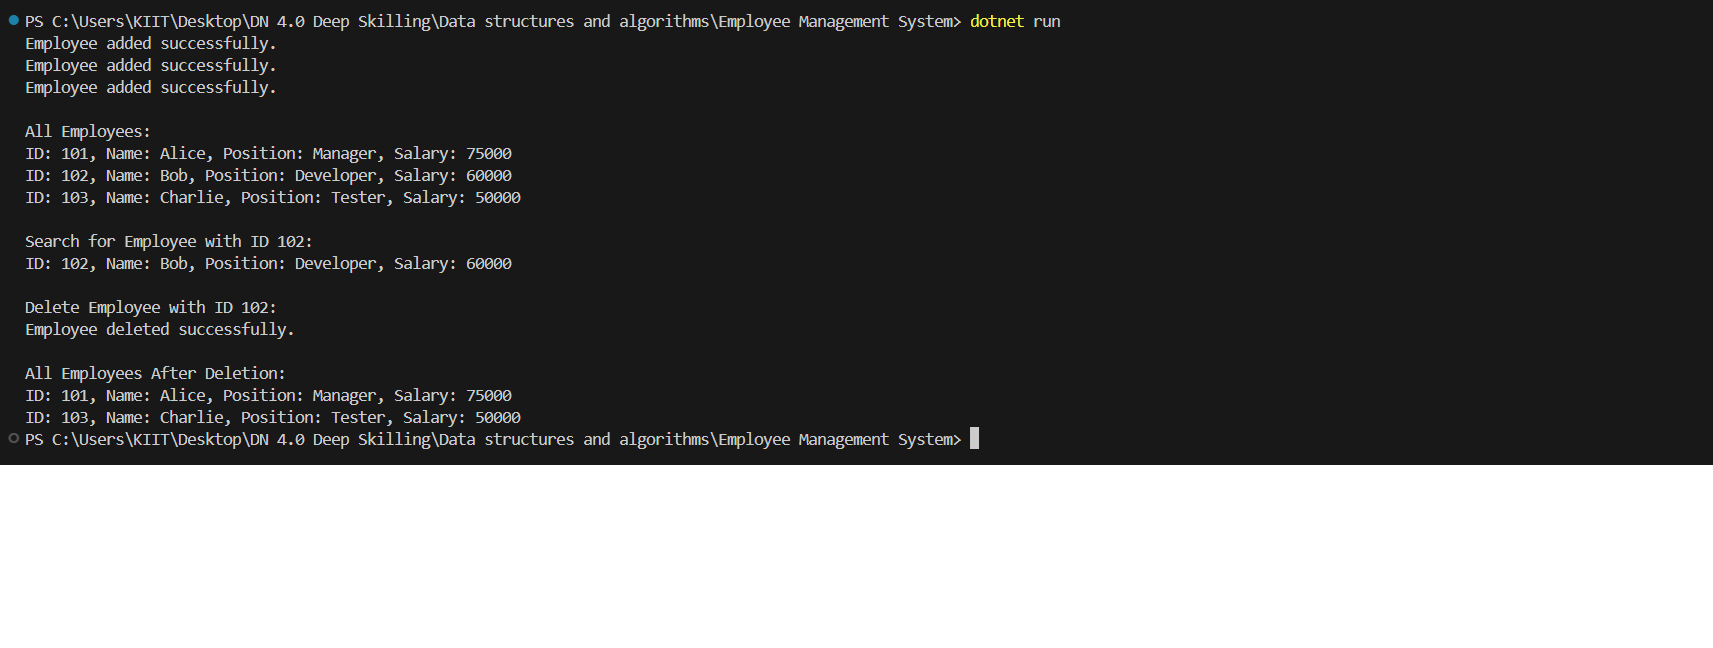 PS C:\Users\KIIT\Desktop\DN 4.0 Deep Skilling\Data structures and algorithms\Employee Management System> dotnet run
Employee added successfully.
Employee added successfully.
Employee added successfully.
All Employees:
ID: 101, Name: Alice, Position: Manager, Salary: 75000
ID: 102, Name: Bob, Position: Developer, Salary: 60000
ID: 103, Name: Charlie, Position: Tester, Salary: 50000
Search for Employee with ID 102:
ID: 102, Name: Bob, Position: Developer, Salary: 60000
Delete Employee with ID 102:
Employee deleted successfully.
All Employees After Deletion:
ID: 101, Name: Alice, Position: Manager, Salary: 75000
ID: 103, Name: Charlie, Position: Tester, Salary: 50000
PS C:\Users\KIIT\Desktop\DN 4.0 Deep Skilling\Data structures and algorithms\Employee Management System>